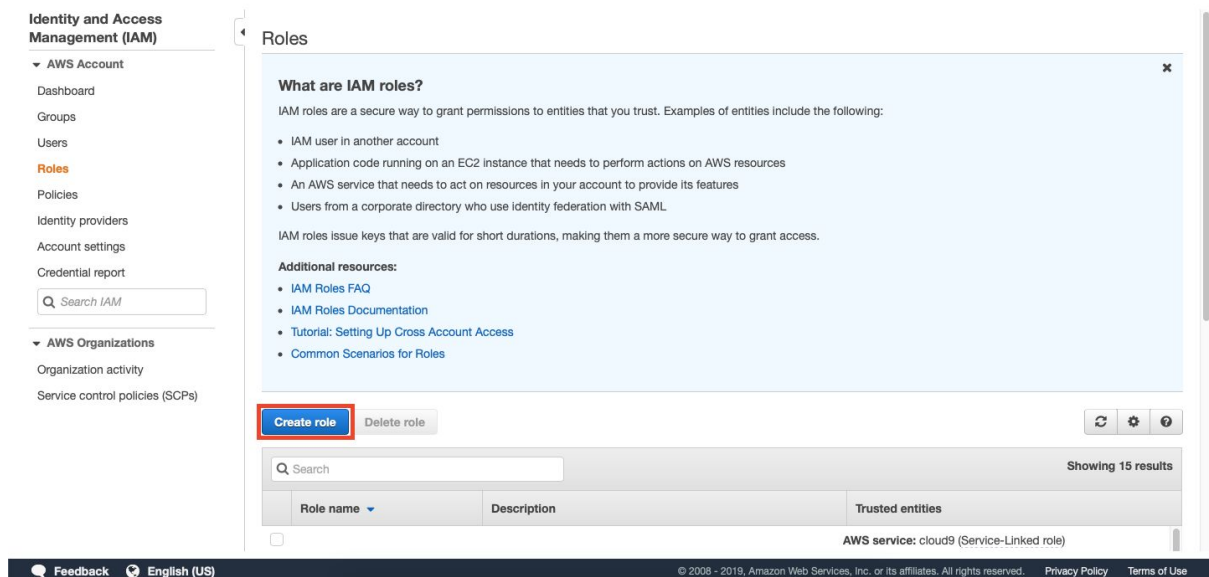 Identity and Access
Management (IAM)
AWS Account
Dashboard
Groups
Users
Roles
Policies
Identity providers
Account settings
Credential report
Search IAM
AWS Organizations
Organization activity
Service control policies (SCPs)
Roles
What are IAM roles?
IAM roles are a secure way to grant permissions to entities that you trust. Examples of entities include the following:
• IAM user in another account
• Application code running on an EC2 instance that needs to perform actions on AWS resources
• An AWS service that needs to act on resources in your account to provide its features
• Users from a corporate directory who use identity federation with SAML
IAM roles issue keys that are valid for short durations, making them a more secure way to grant access.
Additional resources:
• IAM Roles FAQ
• IAM Roles Documentation
• Tutorial: Setting Up Cross Account Access
• Common Scenarios for Roles
Create role Delete role
Search Showing 15 results
Role name Description Trusted entities
AWS service: cloud9 (Service-Linked role)
Feedback English (US) © 2008 - 2019, Amazon Web Services, Inc. or its affiliates. All rights reserved. Privacy Policy Terms of Use